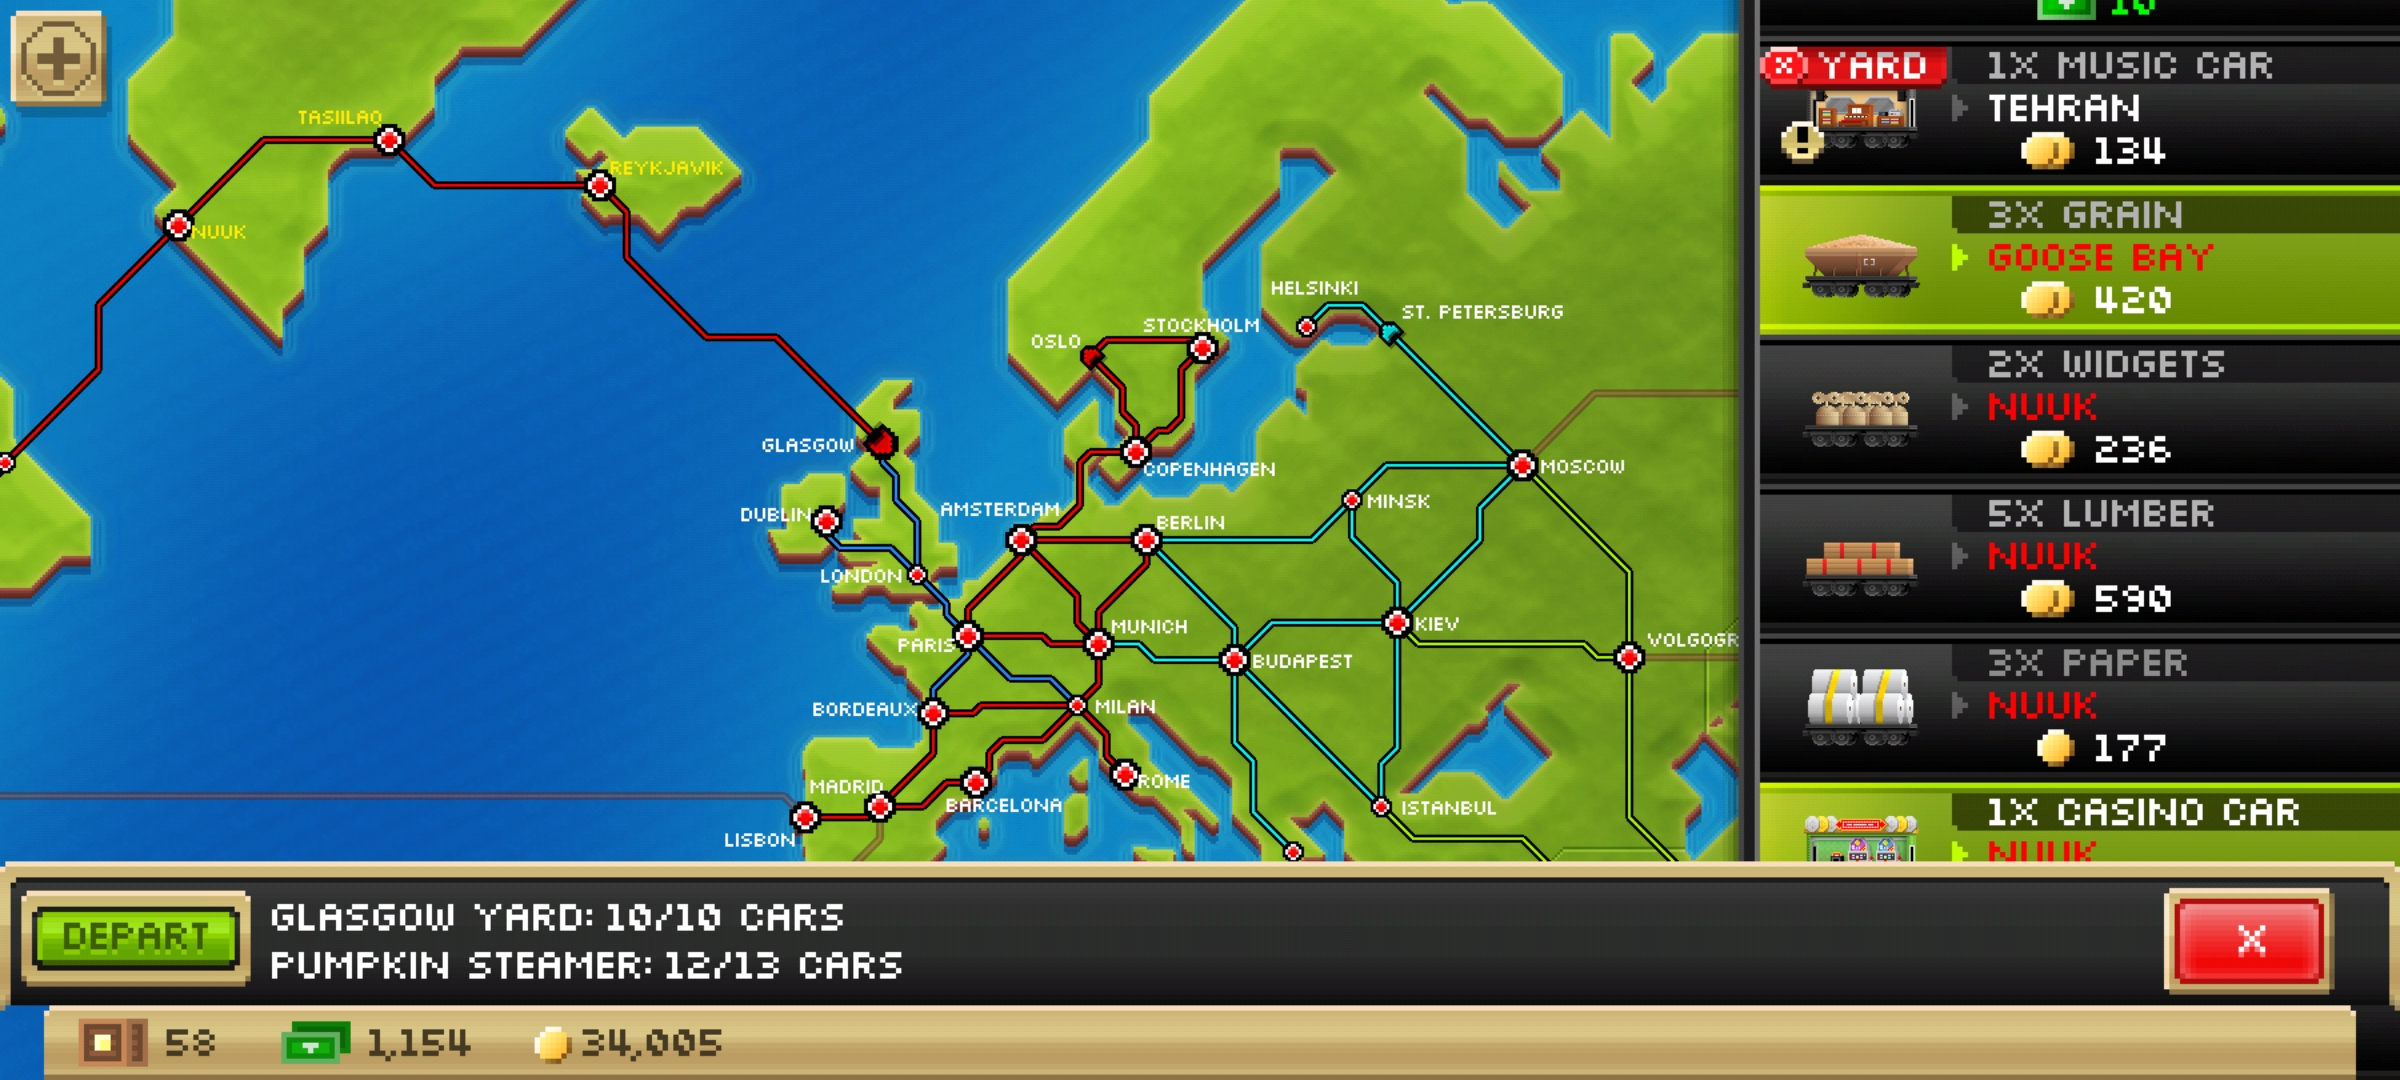 10
YARD
1X MUSIC CAR
TEHRAN
134
3X GRAIN
GOOSE BAY
420
2X WIDGETS
NUUK
236
5X LUMBER
NUUK
590
3X PAPER
NUUK
177
1X CASINO CAR
NUUK
TASIILAQ
REYKJAVIK
NUUK
HELSINKI
ST. PETERSBURG
STOCKHOLM
OSLO
GLASGOW
COPENHAGEN
MOSCOW
MINSK
AMSTERDAM
DUBLIN
BERLIN
LONDON
MUNICH
KIEV
PARIS
VOLGOGR
BUDAPEST
BORDEAUX
MILAN
ROME
MADRID
BARCELONA
ISTANBUL
LISBON
DEPART
GLASGOW YARD: 10/10 CARS
PUMPKIN STEAMER: 12/13 CARS
X
58
1,154
34,005